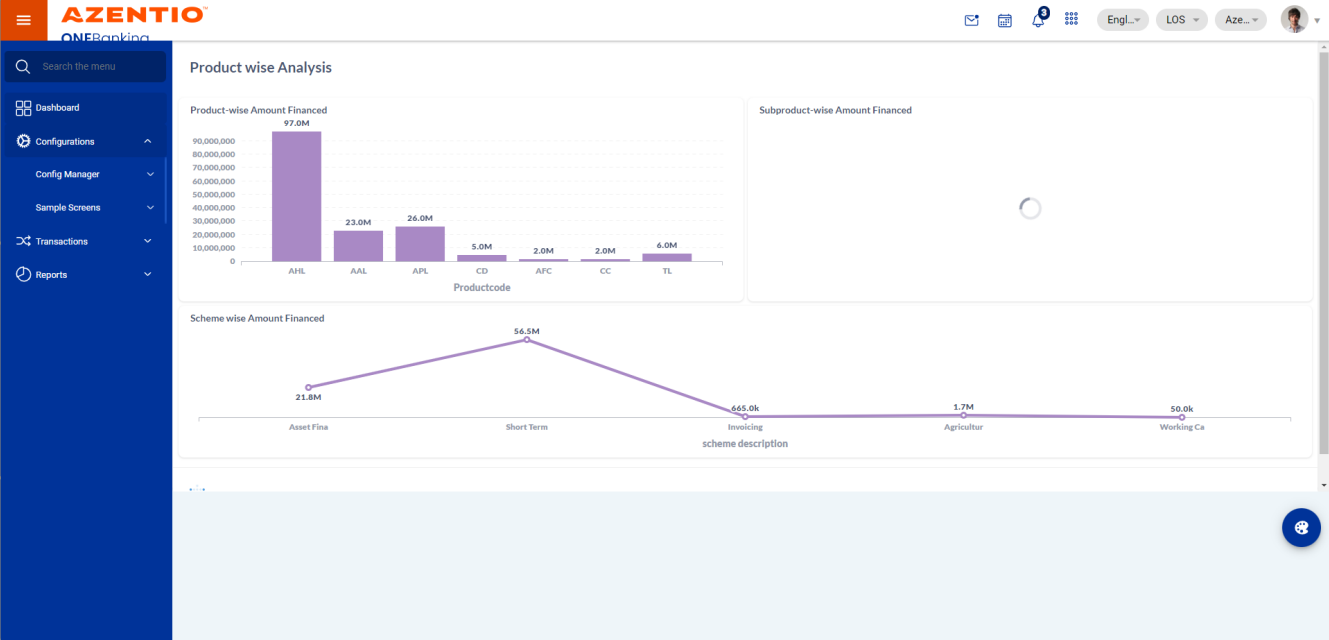 AZENTIO™
ONEBanking
3
Engl...
LOS
Aze...
Search the menu
Dashboard
Configurations
Config Manager
Sample Screens
Transactions
Reports
Product wise Analysis
Product-wise Amount Financed
97.0M
90,000,000
80,000,000
70,000,000
60,000,000
50,000,000
40,000,000
30,000,000
20,000,000
10,000,000
0
23.0M
26.0M
5.0M
2.0M
2.0M
6.0M
AHL AAL APL CD AFC CC TL
Productcode
Subproduct-wise Amount Financed
Scheme wise Amount Financed
56.5M
21.8M
665.0k
1.7M
50.0k
Asset Fina Short Term Invoicing Agricultur Working Ca
scheme description